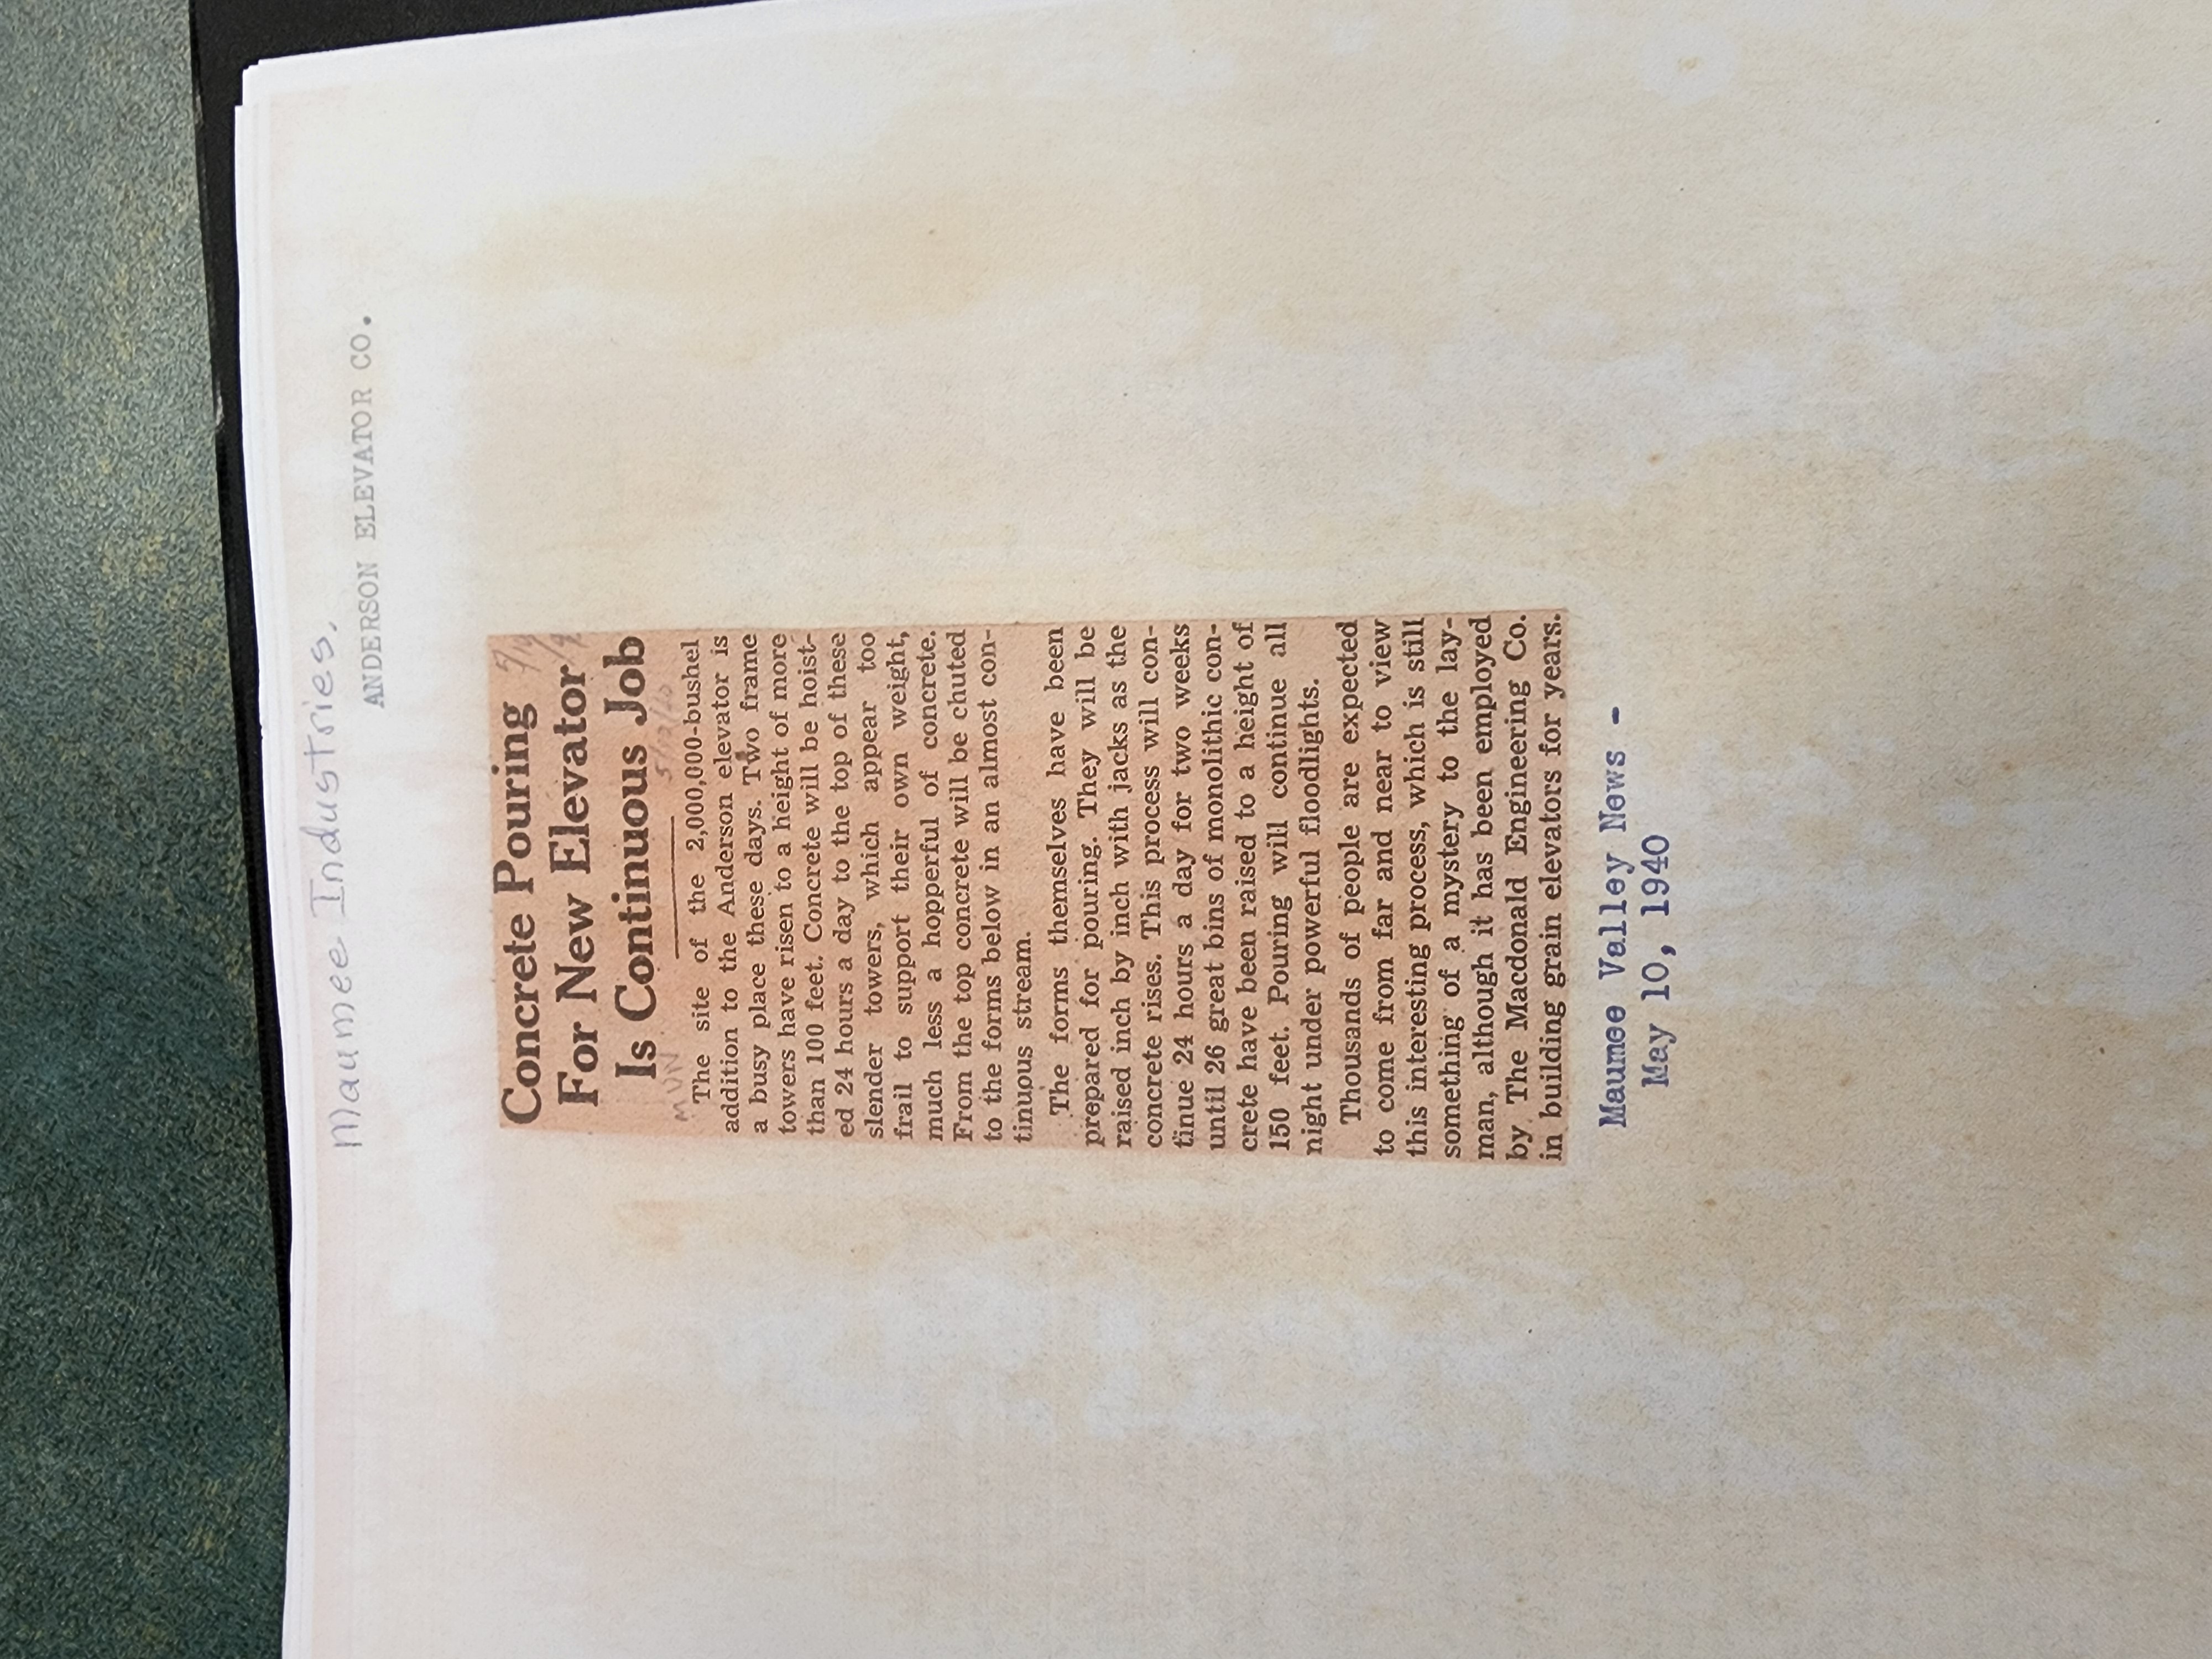 Maumee Industries.
ANDERSON ELEVATOR CO.
Concrete Pouring
For New Elevator
Is Continuous Job
MVN 5/10/40
The site of the 2,000,000-bushel
addition to the Anderson elevator is
a busy place these days. Two frame
towers have risen to a height of more
than 100 feet. Concrete will be hoist-
ed 24 hours a day to the top of these
slender towers, which appear too
frail to support their own weight,
much less a hopperful of concrete.
From the top concrete will be chuted
to the forms below in an almost con-
tinuous stream.
The forms themselves have been
prepared for pouring. They will be
raised inch by inch with jacks as the
concrete rises. This process will con-
tinue 24 hours a day for two weeks
until 26 great bins of monolithic con-
crete have been raised to a height of
150 feet. Pouring will continue all
night under powerful floodlights.
Thousands of people are expected
to come from far and near to view
this interesting process, which is still
something of a mystery to the lay-
man, although it has been employed
by The Macdonald Engineering Co.
in building grain elevators for years.
Maumee Valley News -
May 10, 1940